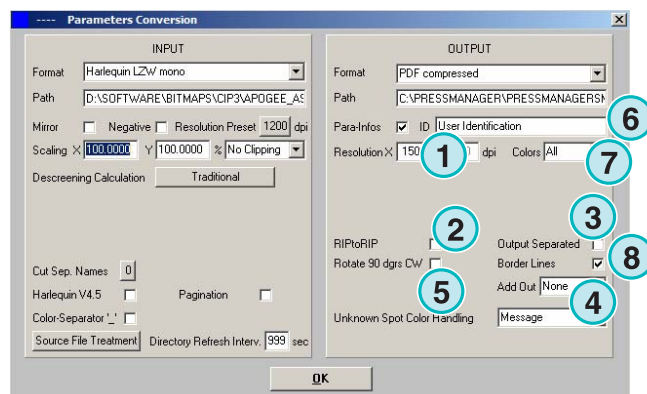 ---- Parameters Conversion
INPUT
Format Harlequin LZW mono
Path D:\SOFTWARE\BITMAPS\CIP3\APOGEE_AS
Mirror Negative Resolution Preset 1200 dpi
Scaling X 100.0000 Y 100.0000 % No Clipping
Descreening Calculation Traditional
Cut Sep. Names 0
Harlequin V4.5 Pagination
Color-Separator '_'
Source File Treatment Directory Refresh Interv. 999 sec
OUTPUT
Format PDF compressed
Path C:\PRESSMANAGER\PRESSMANAGERSM
Para-Infos ID User Identification 6
Resolution X 150 1 dpi Colors All 7
RIPtoRIP 2 Output Separated 3
Rotate 90 dgrs CW Border Lines 8
5 Add Out None
Unknown Spot Color Handling Message 4
OK